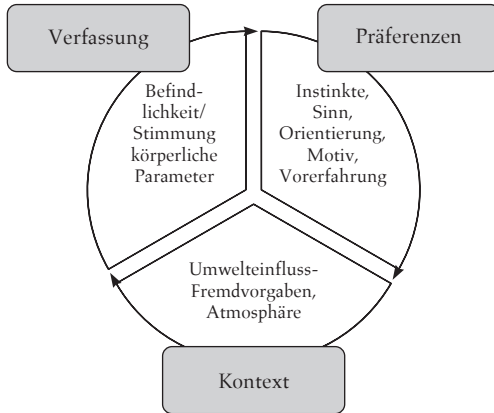 Verfassung
Präferenzen
Befind-
lichkeit/
Stimmung
körperliche
Parameter
Instinkte,
Sinn,
Orientierung,
Motiv,
Vorerfahrung
Umwelteinfluss-
Fremdvorgaben,
Atmosphäre
Kontext